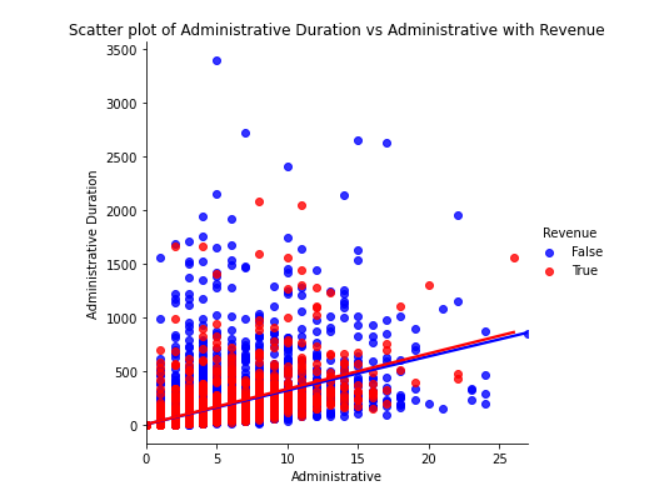 Scatter plot of Administrative Duration vs Administrative with Revenue
3500
3000
2500
2000
1500
1000
500
0
Administrative Duration
0 5 10 15 20 25
Administrative
Revenue
False
True